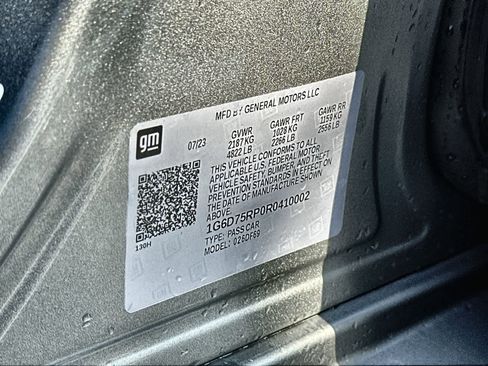 MFD BY GENERAL MOTORS LLC
gm
07/23
GVWR GAWR FRT GAWR RR
2187 KG 1028 KG 1159 KG
4822 LB 2266 LB 2556 LB
THIS VEHICLE CONFORMS TO ALL
APPLICABLE U.S. FEDERAL MOTOR
VEHICLE SAFETY, BUMPER, AND THEFT
PREVENTION STANDARDS IN EFFECT ON
THE DATE OF MANUFACTURE SHOWN
ABOVE.
1G6D75RP0R0410002
TYPE: PASS CAR
MODEL: 026DF69
130H